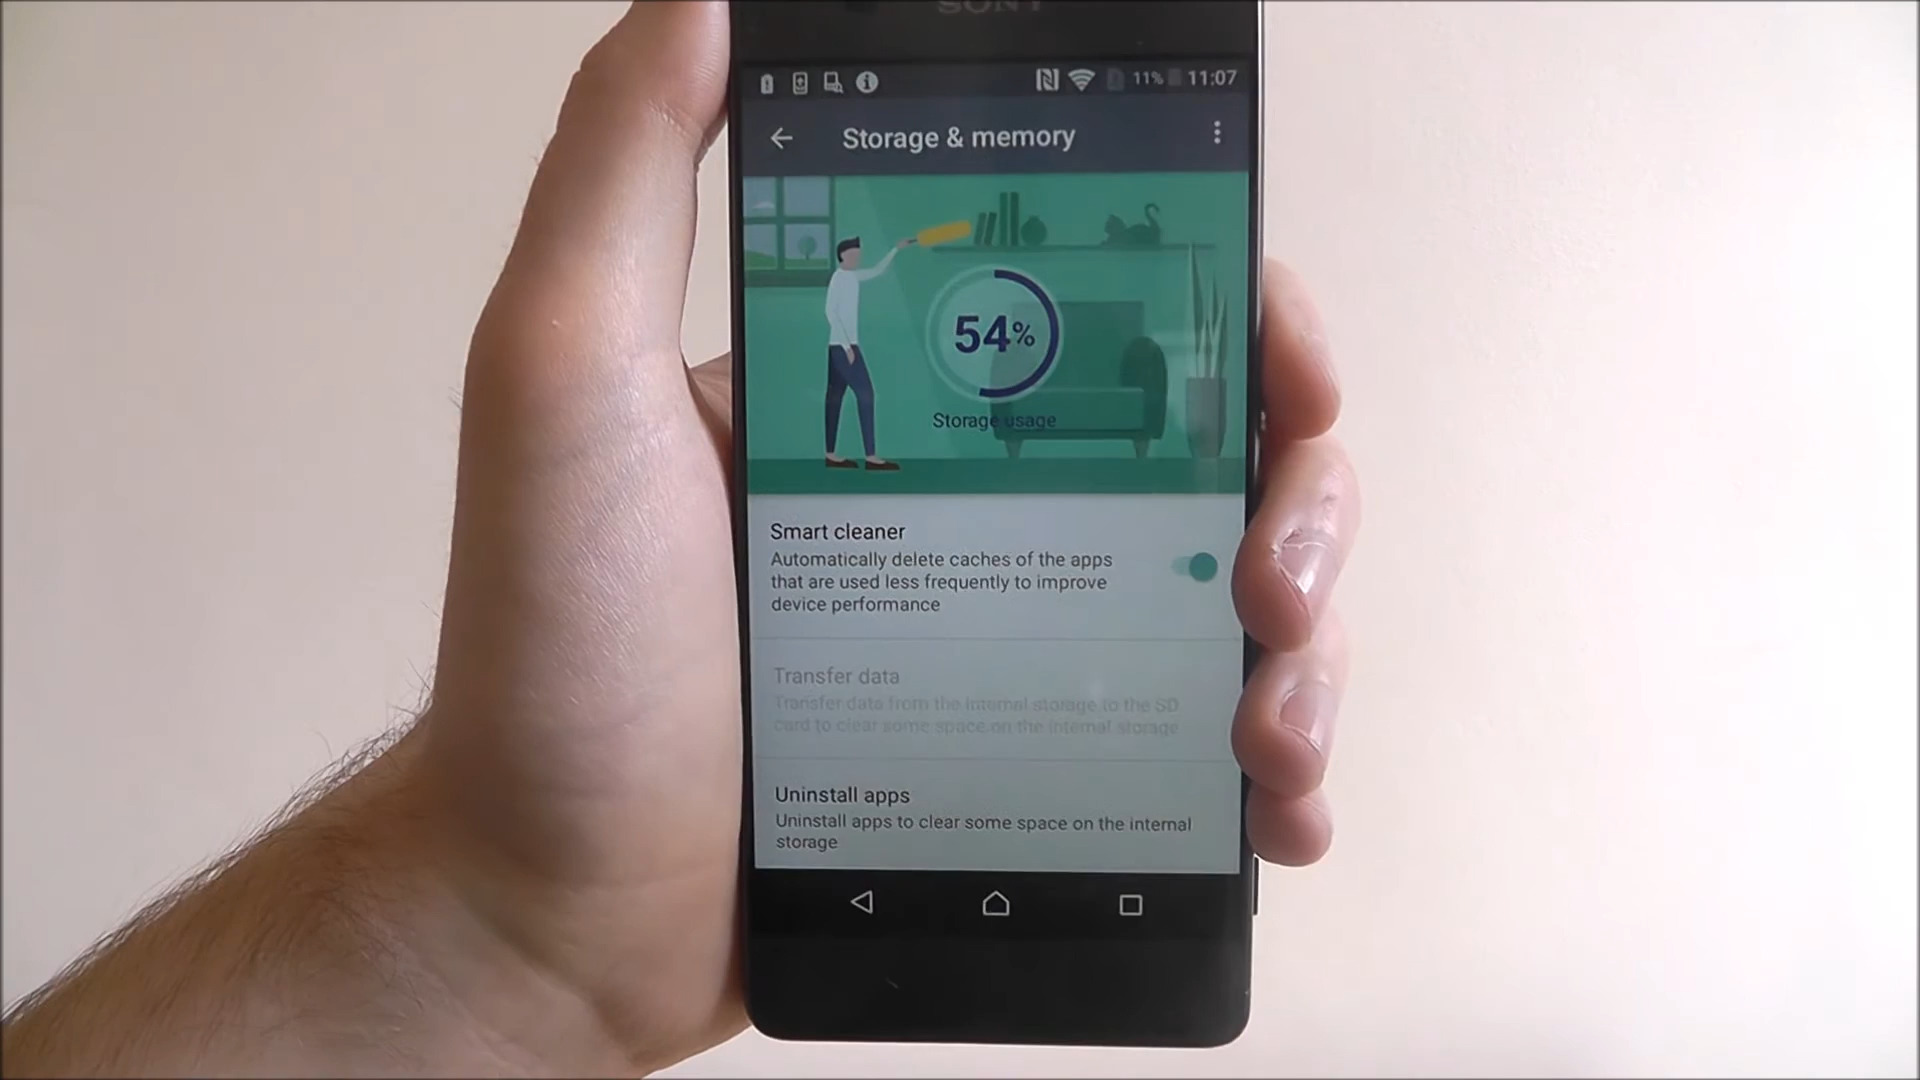 SONY
11% 11:07
Storage & memory
54%
Storage usage
Smart cleaner
Automatically delete caches of the apps
that are used less frequently to improve
device performance
Transfer data
Transfer data from the internal storage to the SD
card to clear some space on the internal storage
Uninstall apps
Uninstall apps to clear some space on the internal
storage